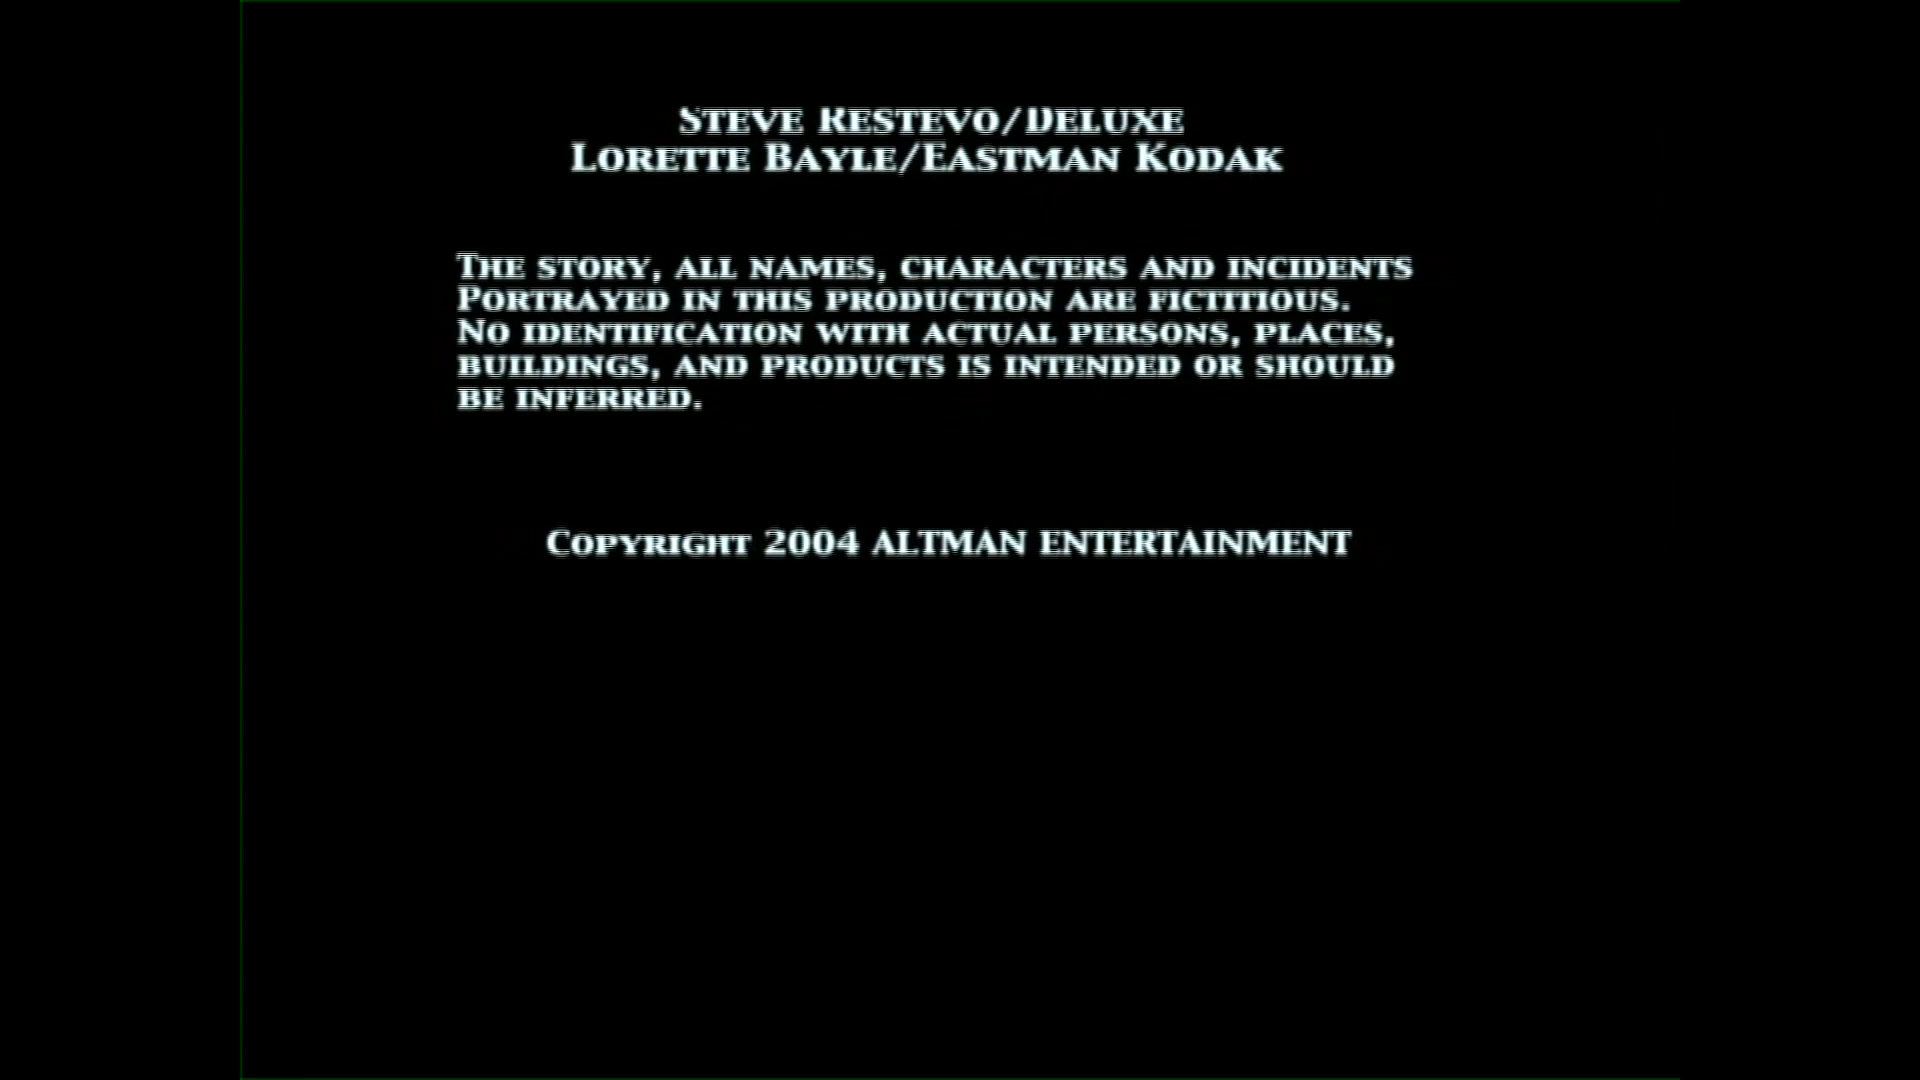 Steve Restevo/Deluxe
Lorette Bayle/Eastman Kodak
The story, all names, characters and incidents
Portrayed in this production are fictitious.
No identification with actual persons, places,
buildings, and products is intended or should
be inferred.
Copyright 2004 ALTMAN ENTERTAINMENT